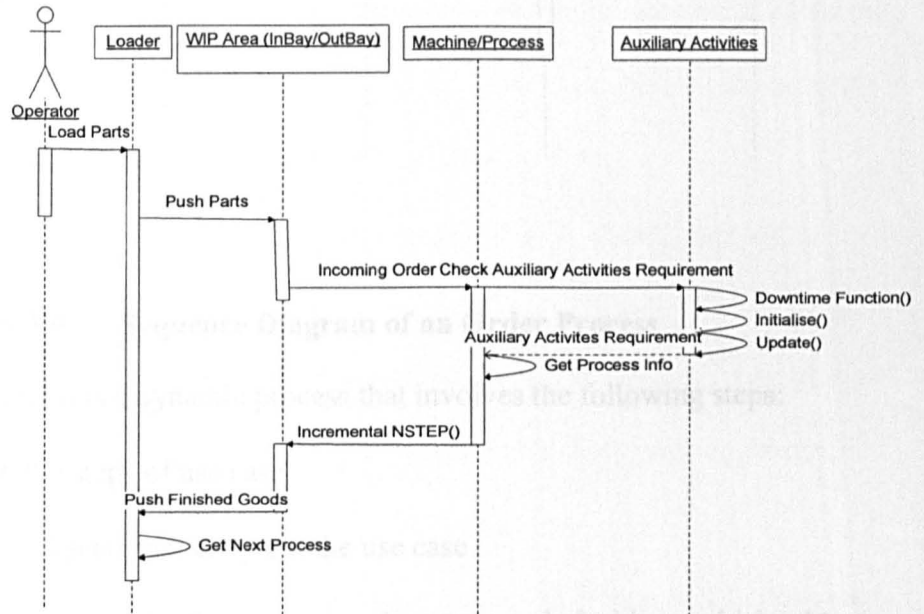 Loader
WIP Area (InBay/OutBay)
Machine/Process
Auxiliary Activities
Operator
Load Parts
Push Parts
Incoming Order Check Auxiliary Activities Requirement
Downtime Function()
Initialise()
Auxiliary Activites Requirement
Update()
Get Process Info
Incremental NSTEP()
Push Finished Goods
Get Next Process
Sequence Diagram of an Order Process
process that involves the following steps:
use case